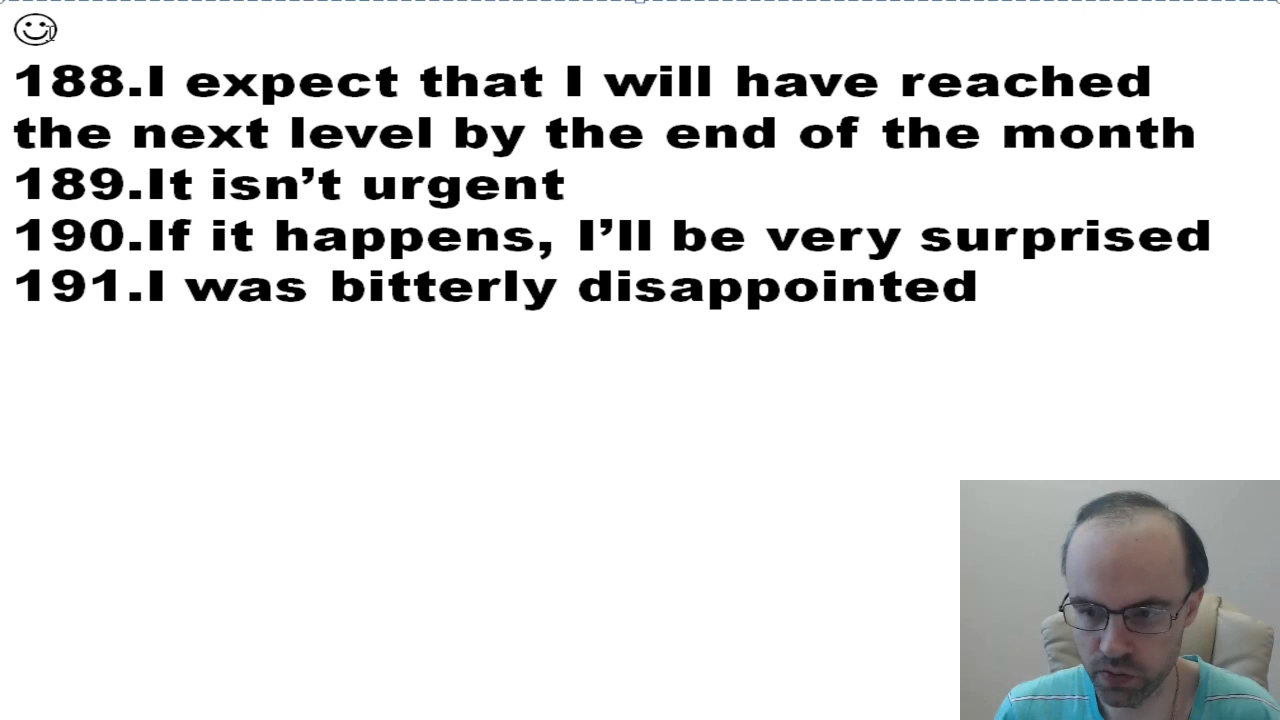 188.I expect that I will have reached
the next level by the end of the month
189.It isn’t urgent
190.If it happens, I’ll be very surprised
191.I was bitterly disappointed